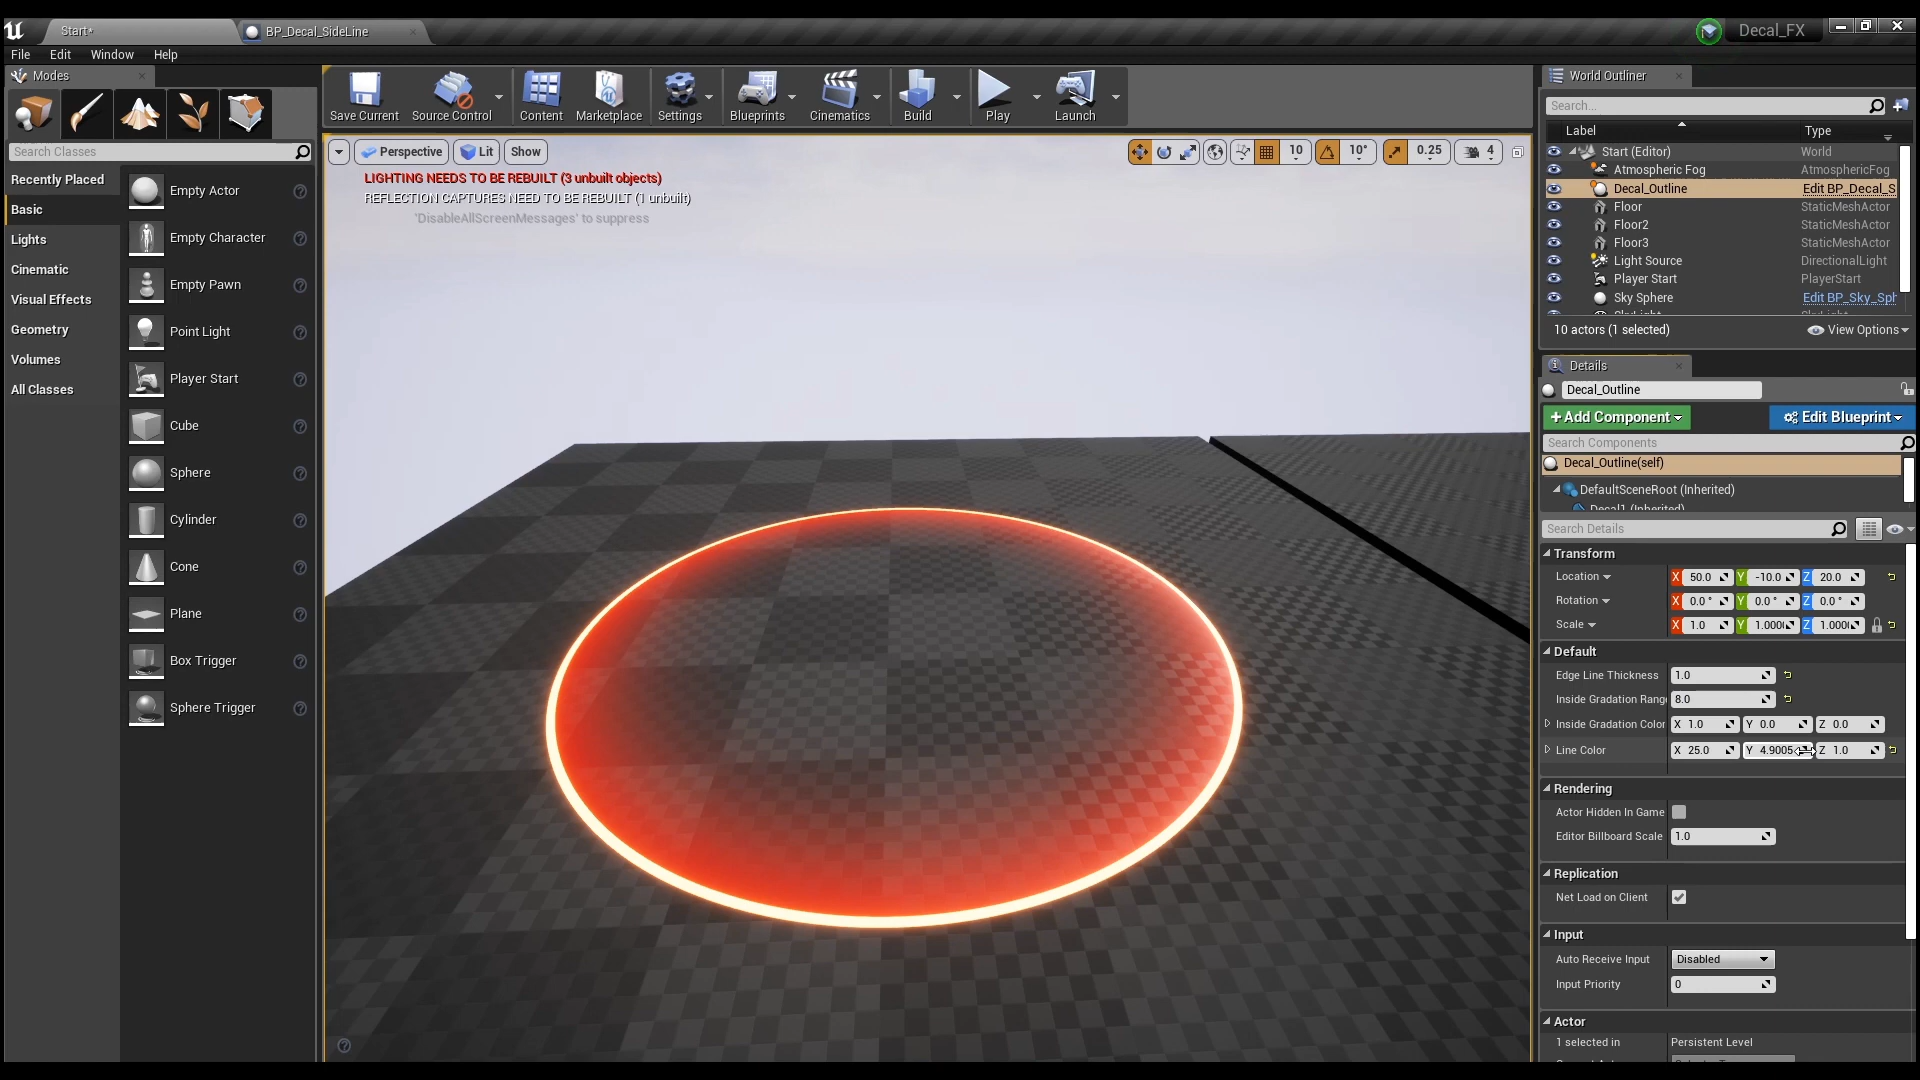 Start*
BP_Decal_SideLine
Decal_FX
File Edit Window Help
Modes
Search Classes
Recently Placed
Basic
Lights
Cinematic
Visual Effects
Geometry
Volumes
All Classes
Empty Actor
Empty Character
Empty Pawn
Point Light
Player Start
Cube
Sphere
Cylinder
Cone
Plane
Box Trigger
Sphere Trigger
Save Current
Source Control
Content
Marketplace
Settings
Blueprints
Cinematics
Build
Play
Launch
Perspective
Lit
Show
10
10°
0.25
4
LIGHTING NEEDS TO BE REBUILT (3 unbuilt objects)
REFLECTION CAPTURES NEED TO BE REBUILT (1 unbuilt)
'DisableAllScreenMessages' to suppress
World Outliner
Search...
Label Type
Start (Editor) World
Atmospheric Fog AtmosphericFog
Decal_Outline Edit BP_Decal_S
Floor StaticMeshActor
Floor2 StaticMeshActor
Floor3 StaticMeshActor
Light Source DirectionalLight
Player Start PlayerStart
Sky Sphere Edit BP_Sky_Sph
10 actors (1 selected)
View Options
Details
Decal_Outline
+Add Component
Edit Blueprint
Search Components
Decal_Outline(self)
DefaultSceneRoot (Inherited)
Decal1 (Inherited)
Search Details
Transform
Location X 50.0 Y -10.0 Z 20.0
Rotation X 0.0° Y 0.0° Z 0.0°
Scale X 1.0 Y 1.000 Z 1.000
Default
Edge Line Thickness 1.0
Inside Gradation Rang 8.0
Inside Gradation Color X 1.0 Y 0.0 Z 0.0
Line Color X 25.0 Y 4.9005 Z 1.0
Rendering
Actor Hidden In Game
Editor Billboard Scale 1.0
Replication
Net Load on Client
Input
Auto Receive Input Disabled
Input Priority 0
Actor
1 selected in Persistent Level